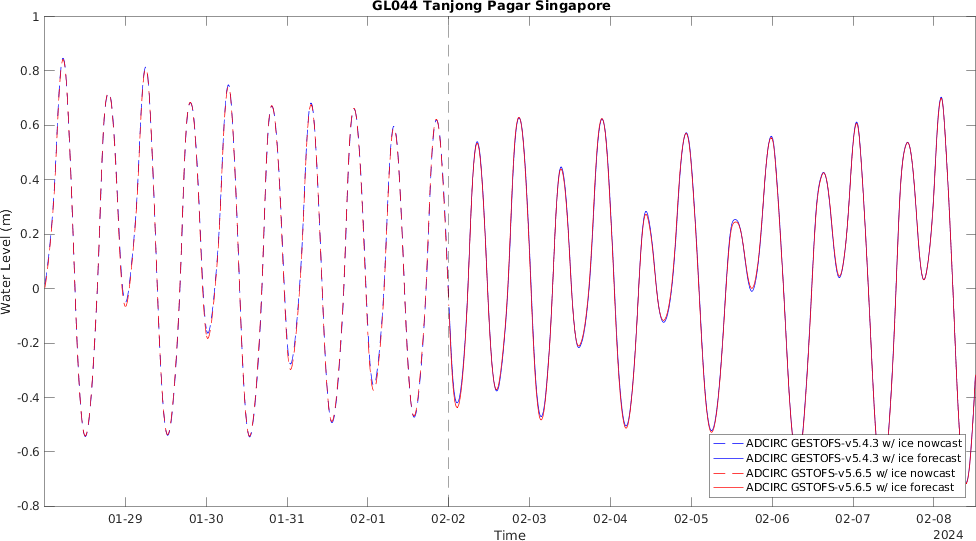 GL044 Tanjong Pagar Singapore
1
0.8
0.6
0.4
0.2
0
-0.2
-0.4
-0.6
-0.8
Water Level (m)
ADCIRC GESTOFS-v5.4.3 w/ ice nowcast
ADCIRC GESTOFS-v5.4.3 w/ ice forecast
ADCIRC GSTOFS-v5.6.5 w/ ice nowcast
ADCIRC GSTOFS-v5.6.5 w/ ice forecast
01-29 01-30 01-31 02-01 02-02 02-03 02-04 02-05 02-06 02-07 02-08
Time 2024